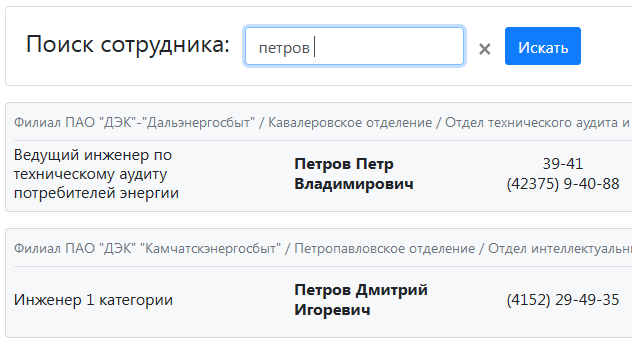 Поиск сотрудника: петров × Искать
Филиал ПАО "ДЭК"-"Дальэнергосбыт" / Кавалеровское отделение / Отдел технического аудита и
Ведущий инженер по
техническому аудиту
потребителей энергии
Петров Петр
Владимирович
39-41
(42375) 9-40-88
Филиал ПАО "ДЭК" "Камчатскэнергосбыт" / Петропавловское отделение / Отдел интеллектуальн
Инженер 1 категории
Петров Дмитрий
Игоревич
(4152) 29-49-35